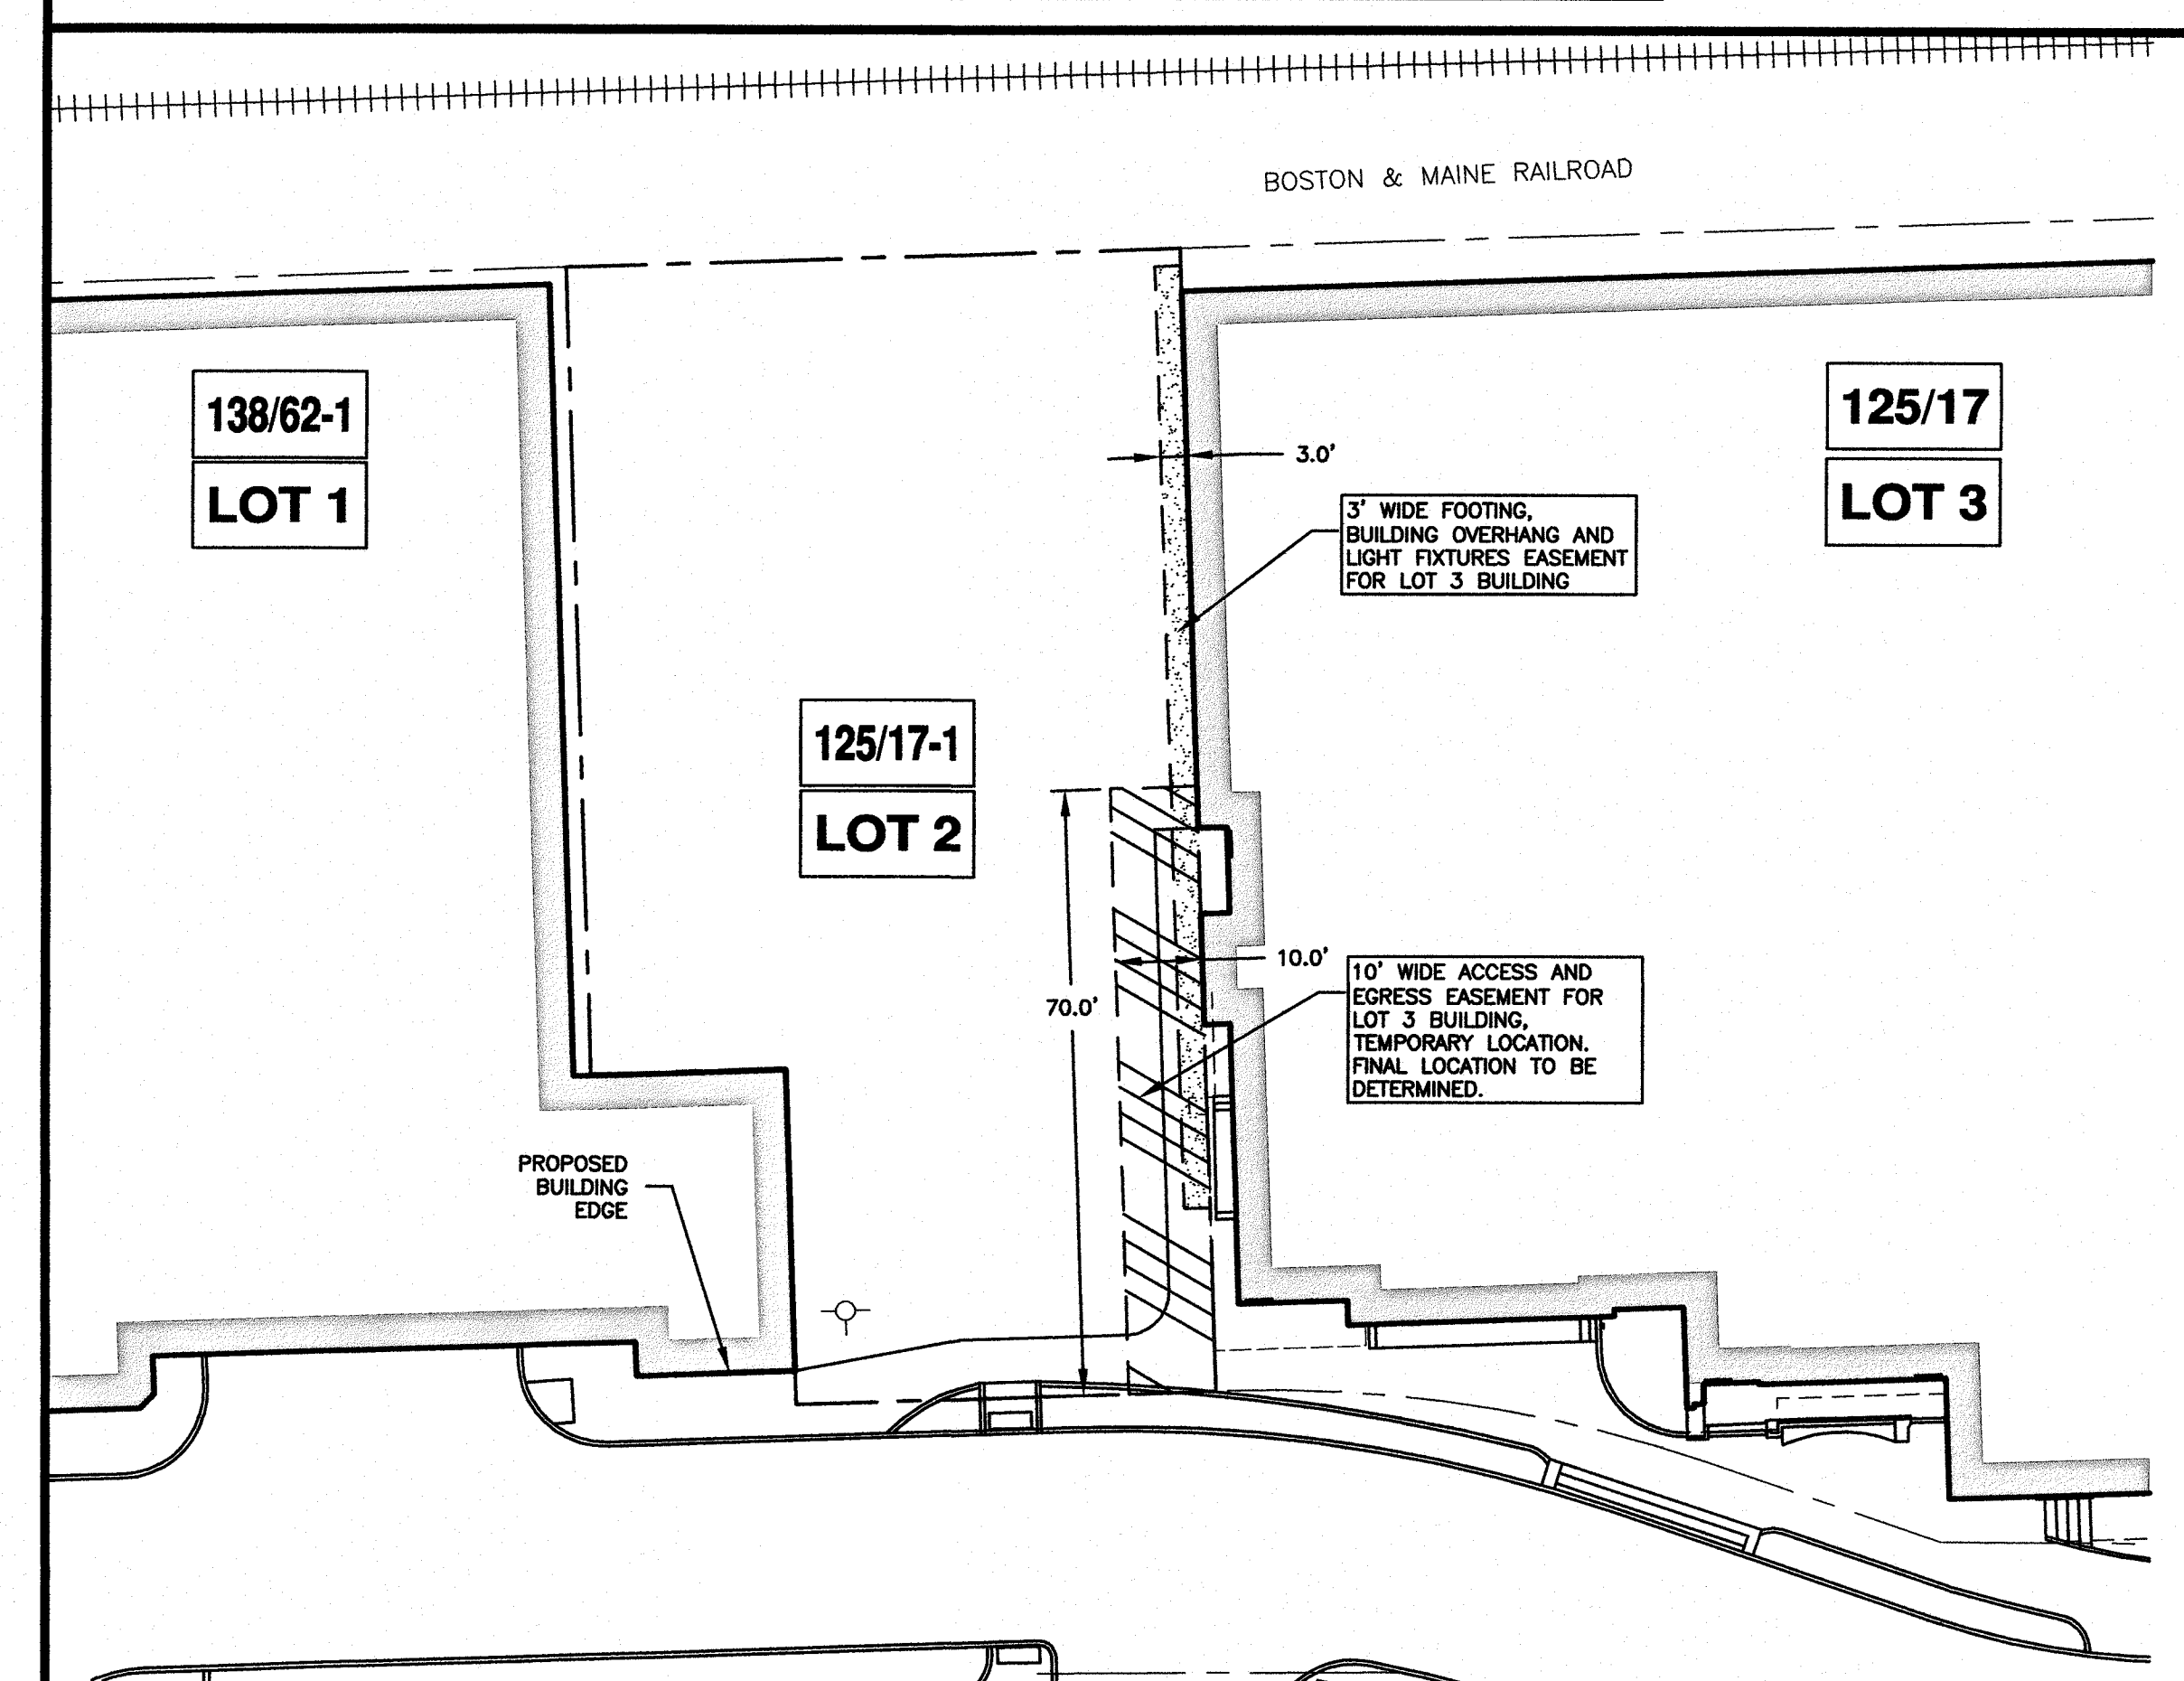 BOSTON & MAINE RAILROAD
138/62-1
LOT 1
125/17
LOT 3
3.0'
3' WIDE FOOTING,
BUILDING OVERHANG AND
LIGHT FIXTURES EASEMENT
FOR LOT 3 BUILDING
125/17-1
LOT 2
10.0'
70.0'
10' WIDE ACCESS AND
EGRESS EASEMENT FOR
LOT 3 BUILDING,
TEMPORARY LOCATION.
FINAL LOCATION TO BE
DETERMINED.
PROPOSED
BUILDING
EDGE